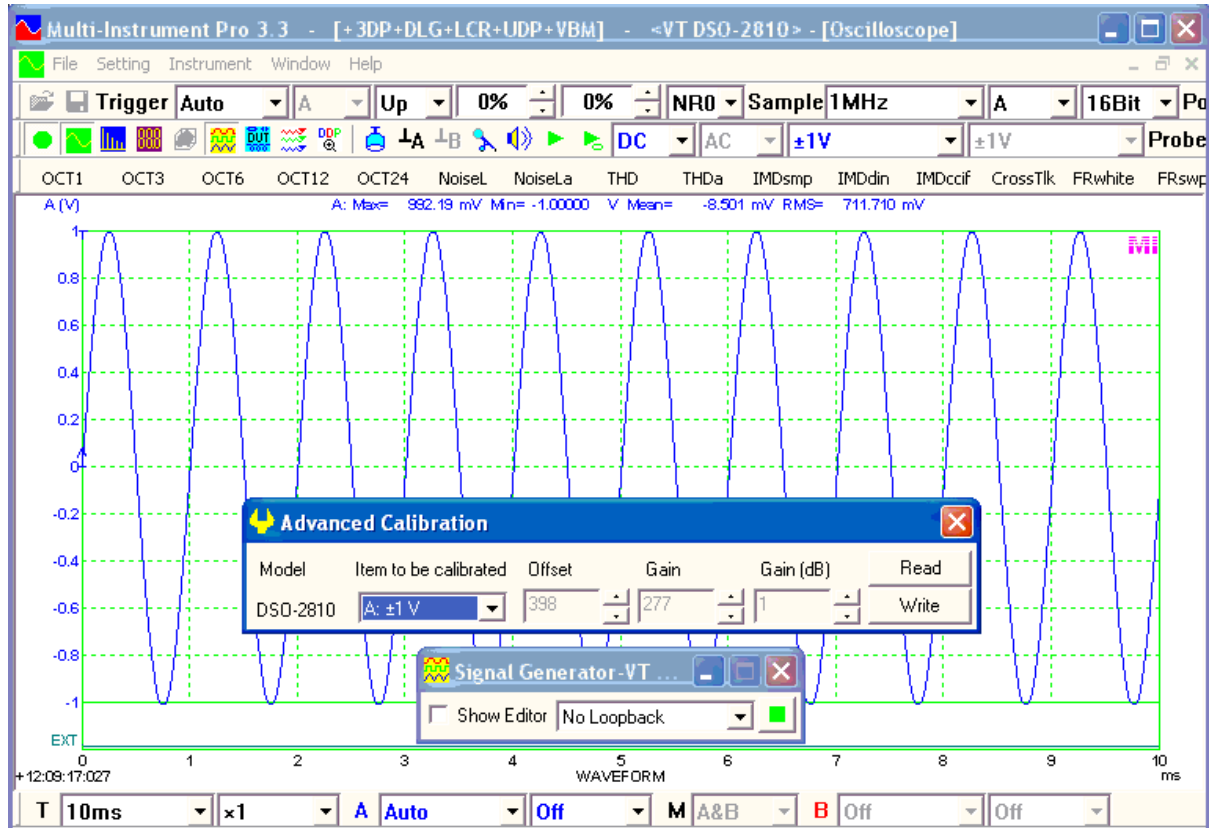 Multi-Instrument Pro 3.3 - [+3DP+DLG+LCR+UDP+VBM] - <VT DSO-2810> - [Oscilloscope]
File Setting Instrument Window Help
Trigger Auto A Up 0% 0% NR0 Sample 1MHz A 16Bit Po
A B DC AC ±1V ±1V Probe
OCT1 OCT3 OCT6 OCT12 OCT24 NoiseL NoiseLa THD THDa IMDsmp IMDdin IMDccif CrossTlk FRwhite FRswp
A (V) A: Max= 992.19 mV Min= -1.00000 V Mean= -8.501 mV RMS= 711.710 mV
1
MI
0.8
0.6
0.4
0.2
0
-0.2
Advanced Calibration
-0.4
Model Item to be calibrated Offset Gain Gain (dB) Read
-0.6
DSO-2810 A: ±1 V 398 277 1 Write
-0.8
Signal Generator-VT ...
-1
Show Editor No Loopback
EXT
0 1 2 3 4 5 6 7 8 9 10
+12:09:17:027 WAVEFORM ms
T 10ms ×1 A Auto Off M A&B B Off Off